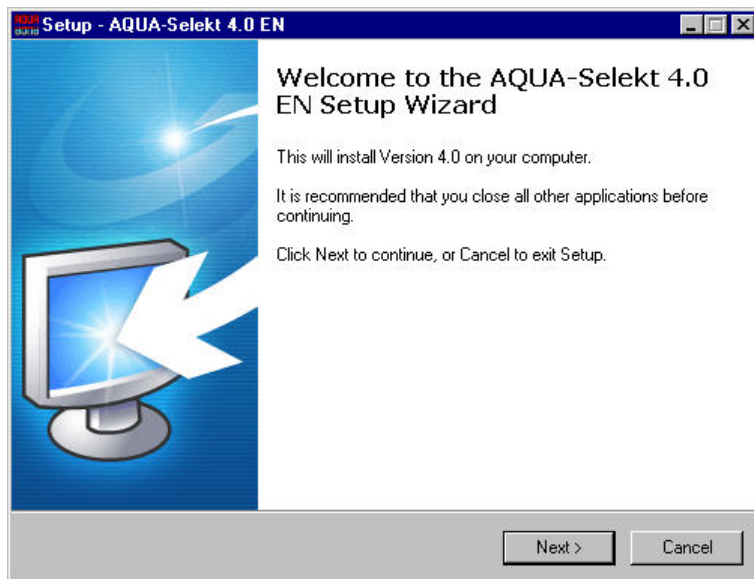 Setup - AQUA-Selekt 4.0 EN
Welcome to the AQUA-Selekt 4.0
EN Setup Wizard
This will install Version 4.0 on your computer.
It is recommended that you close all other applications before
continuing.
Click Next to continue, or Cancel to exit Setup.
Next >
Cancel